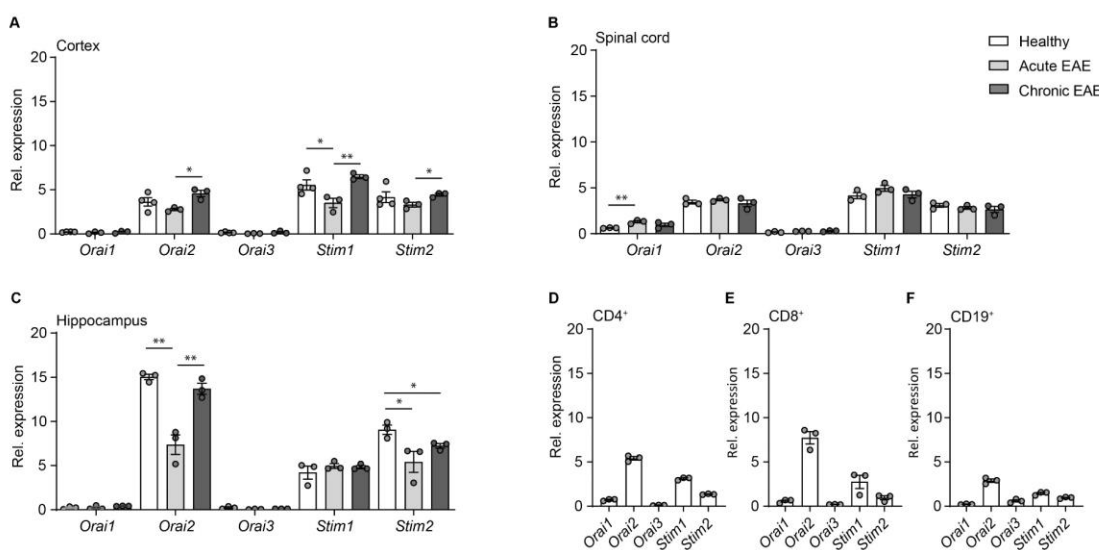 A
Cortex
Rel. expression
20
15
10
5
0
*
*
**
*
Orai1 Orai2 Orai3 Stim1 Stim2
B
Spinal cord
Rel. expression
20
15
10
5
0
**
Orai1 Orai2 Orai3 Stim1 Stim2
Healthy
Acute EAE
Chronic EAE
C
Hippocampus
Rel. expression
20
15
10
5
0
**
**
*
*
Orai1 Orai2 Orai3 Stim1 Stim2
D
CD4+
Rel. expression
20
15
10
5
0
Orai1 Orai2 Orai3 Stim1 Stim2
E
CD8+
Rel. expression
20
15
10
5
0
Orai1 Orai2 Orai3 Stim1 Stim2
F
CD19+
Rel. expression
20
15
10
5
0
Orai1 Orai2 Orai3 Stim1 Stim2